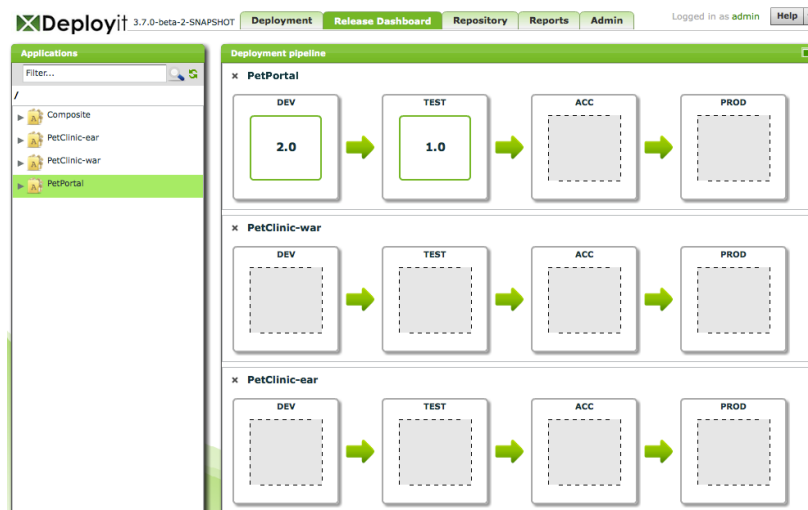 Deployit 3.7.0-beta-2-SNAPSHOT Deployment Release Dashboard Repository Reports Admin Logged in as admin Help
Applications
Filter...
/
Composite
PetClinic-ear
PetClinic-war
PetPortal
Deployment pipeline
× PetPortal
DEV TEST ACC PROD
2.0 1.0
× PetClinic-war
DEV TEST ACC PROD
× PetClinic-ear
DEV TEST ACC PROD